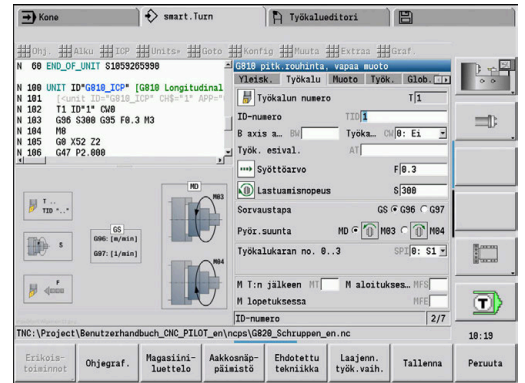 Kone
smart.Turn
Työkalueditori
Ohj. Alku ICP Units» Goto Konfig Muuta Extraa Graf.
N 60 END_OF_UNIT S1859265998
N 100 UNIT ID"G810_ICP" [G810 Longitudinal
N 101 [<unit ID="G810_ICP" CH$="1" APP="
N 102 T1 ID"1" CW0
N 103 G96 S300 G95 F0.3 M3
N 104 M8
N 105 G0 X52 Z2
N 106 G47 P2.000
G810 pitk.rouhinta, vapaa muoto
Yleisk. Työkalu Muoto Työk. Glob.
Työkalun numero T 1
ID-numero TID 1
B axis a… BW Työka… CW 0: Ei
Työk. esival. AT
Syöttöarvo F 0.3
Lastuamisnopeus S 300
Sorvaustapa GS G96 G97
Pyör.suunta MD M03 M04
Työkalukaran no. 0..3 SPI 0: S1
M T:n jälkeen MT M aloitukses… MFS
M lopetuksessa MFE
ID-numero 2/7
T ..
TID "..."
S
F
GS
G96: [m/min]
G97: [1/min]
MD
M03
M04
T
TNC:\Project\Benutzerhandbuch_CNC_PILOT_en\ncps\G828_Schruppen_en.nc
10:19
Erikois-
toiminnot
Ohjegraf.
Magasiini-
luettelo
Aakkosnäp-
päimistö
Ehdotettu
tekniikka
Laajenn.
työk.vaih.
Tallenna
Peruuta